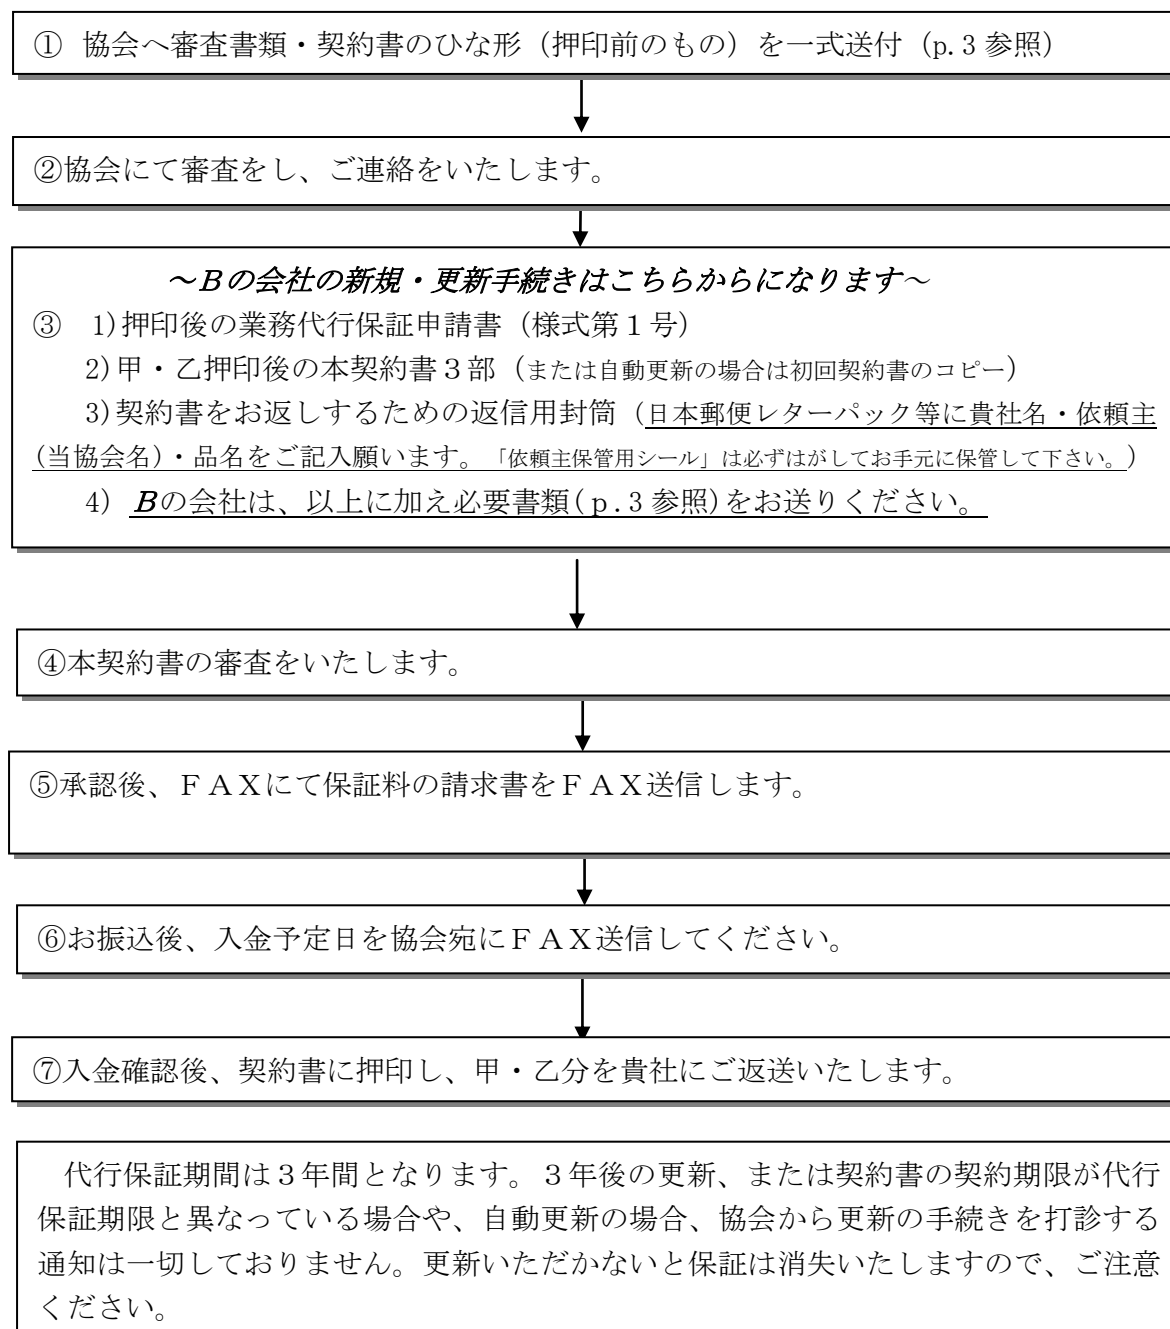 ① 協会へ審査書類・契約書のひな形（押印前のもの）を一式送付（p.3 参照）
②協会にて審査をし、ご連絡をいたします。
～Ｂの会社の新規・更新手続きはこちらからになります～
③　1)押印後の業務代行保証申請書（様式第１号）
2)甲・乙押印後の本契約書３部（または自動更新の場合は初回契約書のコピー）
3)契約書をお返しするための返信用封筒（日本郵便レターパック等に貴社名・依頼主
(当協会名)・品名をご記入願います。「依頼主保管用シール」は必ずはがしてお手元に保管して下さい。）
4) Ｂの会社は、以上に加え必要書類(ｐ.３参照)をお送りください。
④本契約書の審査をいたします。
⑤承認後、ＦＡＸにて保証料の請求書をＦＡＸ送信します。
⑥お振込後、入金予定日を協会宛にＦＡＸ送信してください。
⑦入金確認後、契約書に押印し、甲・乙分を貴社にご返送いたします。
代行保証期間は３年間となります。３年後の更新、または契約書の契約期限が代行
保証期限と異なっている場合や、自動更新の場合、協会から更新の手続きを打診する
通知は一切しておりません。更新いただかないと保証は消失いたしますので、ご注意
ください。